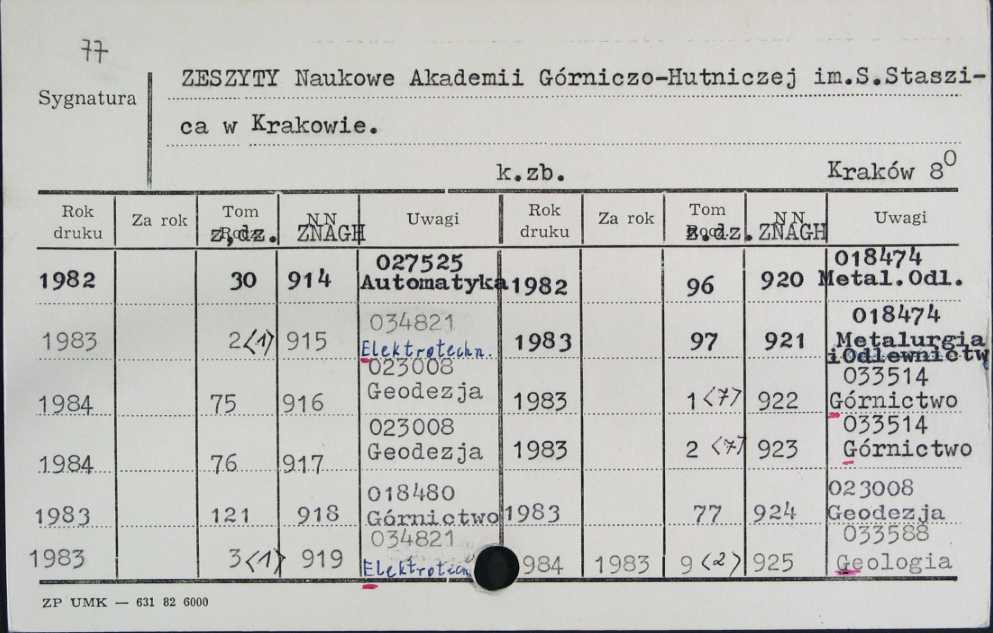 77
Sygnatura
ZESZYTY Naukowe Akademii Górniczo-Hutniczej im.S.Staszi-
ca w Krakowie.
k.zb. Kraków 8°
Rok druku Za rok Tom z,dz. NN ZNAGH Uwagi Rok druku Za rok Tom z.dz. NN ZNAGH Uwagi
1982 30 914 027525 Automatyka 1982 96 920 018474 Metal.Odl.
1983 2<1> 915 034821 Elektrotechn. 1983 97 921 018474 Metalurgia i Odlewnictw
1984 75 916 023008 Geodezja 1983 1<7> 922 033514 Górnictwo
1984 76 917 023008 Geodezja 1983 2<7> 923 033514 Górnictwo
1983 121 918 018480 Górnictwo 1983 77 924 023008 Geodezja
1983 3<1> 919 034821 Elektrotechn 984 1983 9<2> 925 033588 Geologia
ZP UMK — 631 82 6000